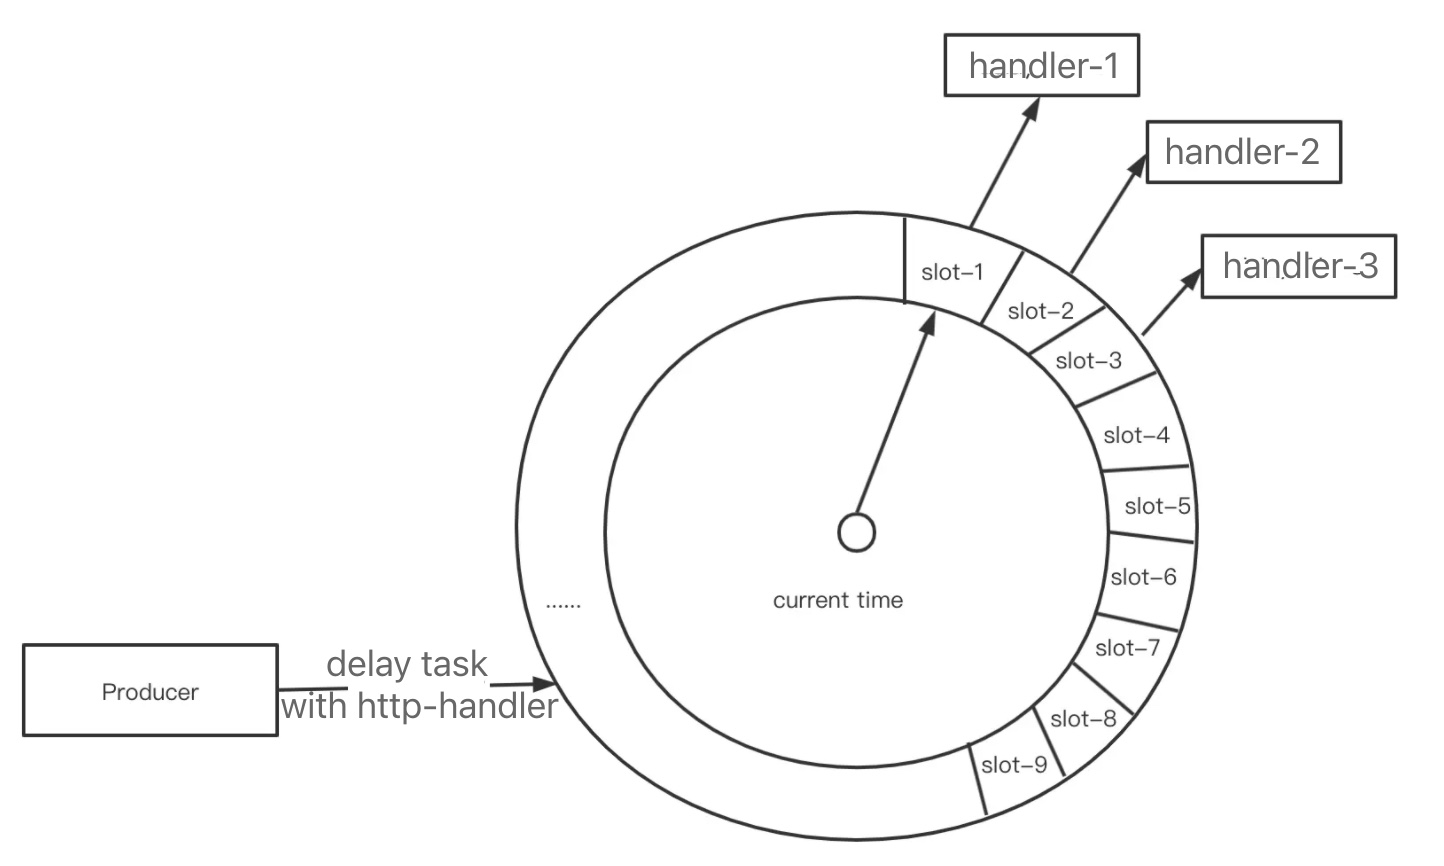 handler-1
handler-2
handler-3
slot-1
slot-2
slot-3
slot-4
slot-5
slot-6
slot-7
slot-8
slot-9
current time
......
Producer
delay task
with http-handler